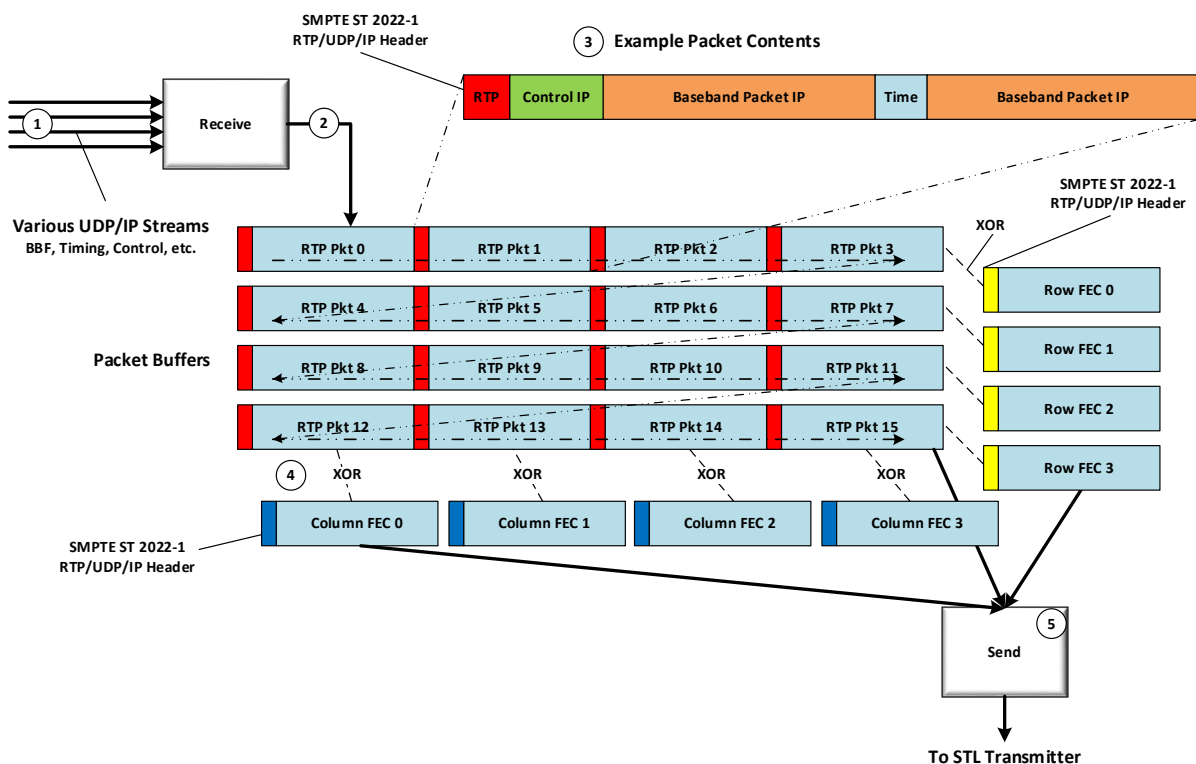 SMPTE ST 2022-1
RTP/UDP/IP Header
3 Example Packet Contents
RTP Control IP Baseband Packet IP Time Baseband Packet IP
1
Receive
2
Various UDP/IP Streams
BBF, Timing, Control, etc.
SMPTE ST 2022-1
RTP/UDP/IP Header
XOR
RTP Pkt 0 RTP Pkt 1 RTP Pkt 2 RTP Pkt 3
Row FEC 0
RTP Pkt 4 RTP Pkt 5 RTP Pkt 6 RTP Pkt 7
Row FEC 1
Packet Buffers
RTP Pkt 8 RTP Pkt 9 RTP Pkt 10 RTP Pkt 11
Row FEC 2
RTP Pkt 12 RTP Pkt 13 RTP Pkt 14 RTP Pkt 15
Row FEC 3
4
XOR XOR XOR XOR
Column FEC 0 Column FEC 1 Column FEC 2 Column FEC 3
SMPTE ST 2022-1
RTP/UDP/IP Header
5
Send
To STL Transmitter